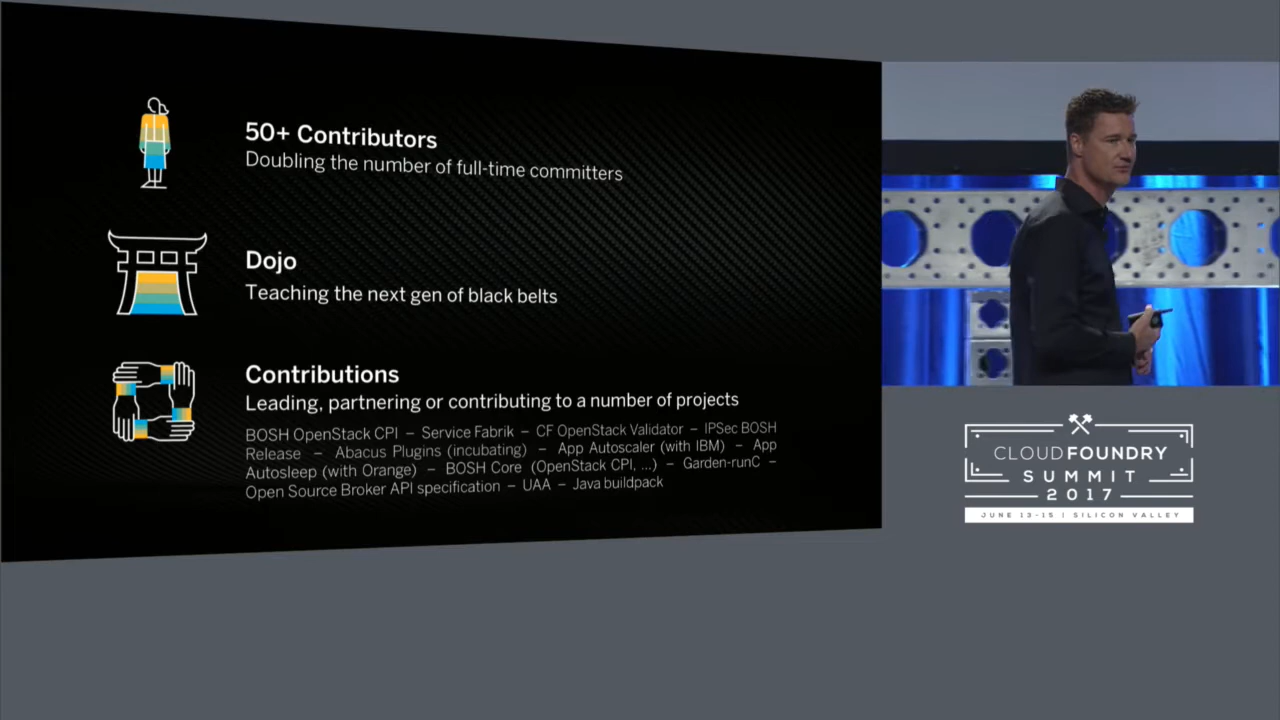 50+ Contributors
Doubling the number of full-time committers
Dojo
Teaching the next gen of black belts
Contributions
Leading, partnering or contributing to a number of projects
BOSH OpenStack CPI – Service Fabrik – CF OpenStack Validator – IPSec BOSH
Release – Abacus Plugins (incubating) – App Autoscaler (with IBM) – App
Autosleep (with Orange) – BOSH Core (OpenStack CPI, ...) – Garden-runC –
Open Source Broker API specification – UAA – Java buildpack
CLOUD FOUNDRY
SUMMIT
2017
JUNE 13-15 | SILICON VALLEY